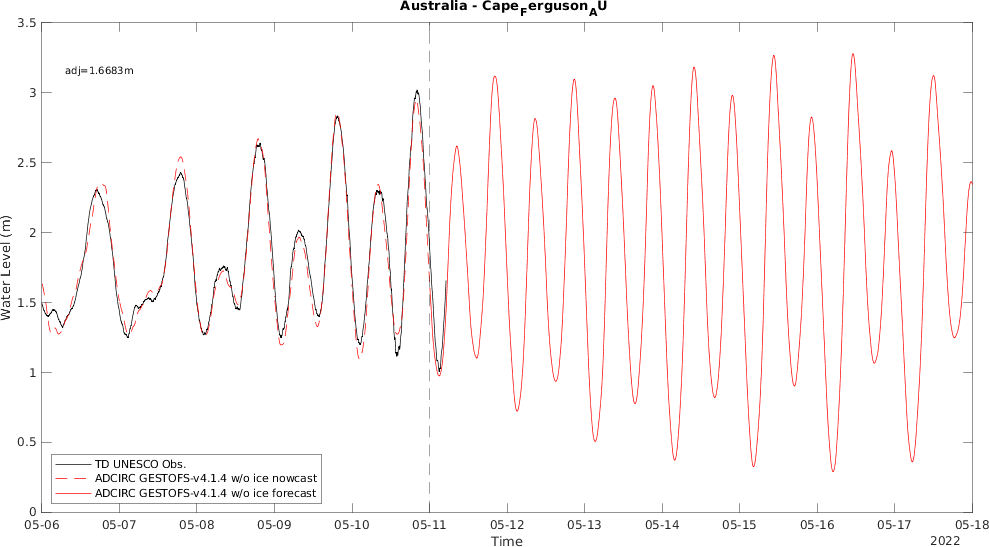 Australia - CapeFergusonAU
3.5
adj=1.6683m
3
2.5
2
Water Level (m)
1.5
1
0.5
TD UNESCO Obs.
ADCIRC GESTOFS-v4.1.4 w/o ice nowcast
ADCIRC GESTOFS-v4.1.4 w/o ice forecast
0
05-06 05-07 05-08 05-09 05-10 05-11 05-12 05-13 05-14 05-15 05-16 05-17 05-18
Time
2022